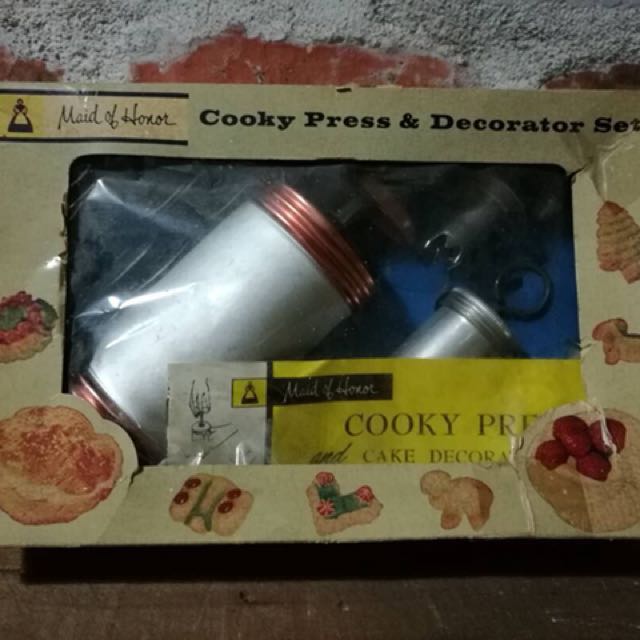 Maid of Honor
Cooky Press & Decorator Set
Maid of Honor
COOKY PRE
and CAKE DECORA